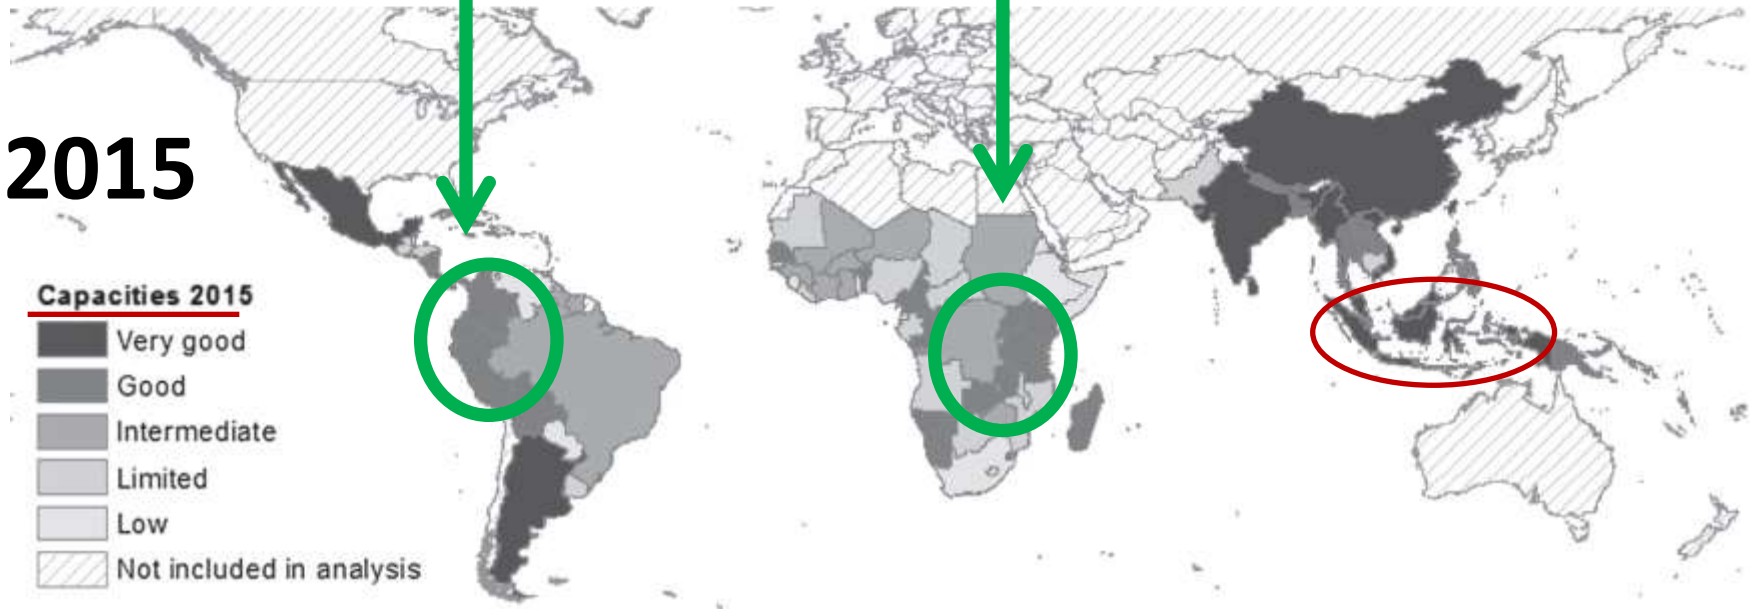 2015
Capacities 2015
Very good
Good
Intermediate
Limited
Low
Not included in analysis